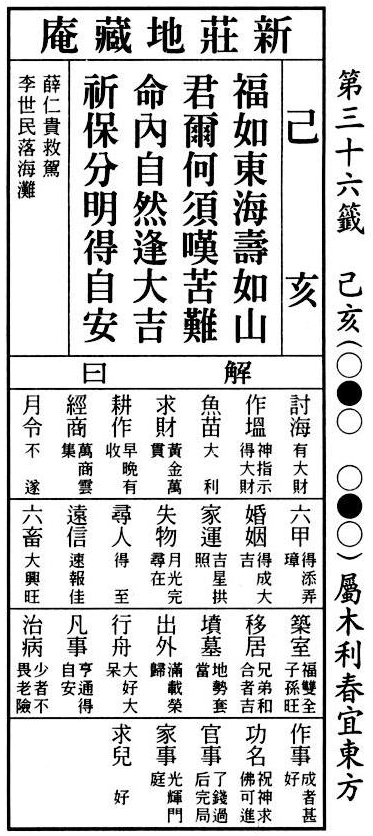 第三十六籤　己亥(○●○　○●○)屬木利春宜東方
新莊地藏庵
己亥
福如東海壽如山
君爾何須嘆苦難
命內自然逢大吉
祈保分明得自安
薛仁貴救駕
李世民落海灘
解曰
討海　有大財
作塭　神指示得大財
魚苗　大利
求財　黃金萬貫
耕作　早晚有收
經商　萬商雲集
月令　不遂
六甲　得添弄璋
婚姻　得成大吉
家運　吉星拱照
失物　月光完尋在
尋人　得至
遠信　速報佳
六畜　大興旺
築室　福雙全子孫旺
移居　兄弟和合者吉
墳墓　地勢套當
出外　滿載榮歸
行舟　大好大呆
凡事　亨通得自安
治病　少者不畏老險
作事　成者甚好
功名　祝神求佛可進
官事　了錢過后完局
家事　光輝門庭
求兒　好